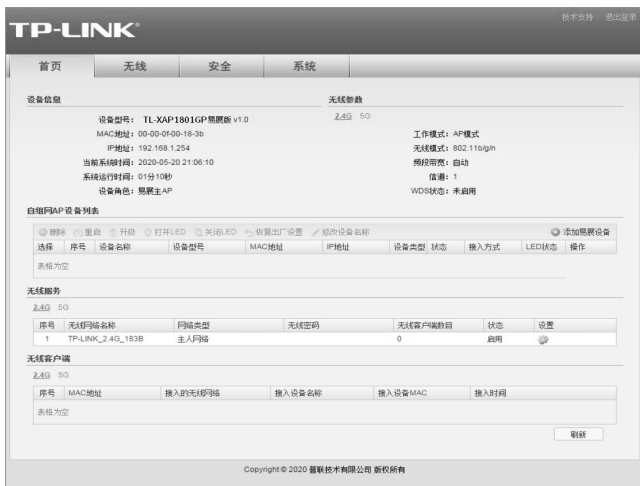 技术支持 退出登录
TP-LINK®
首页 无线 安全 系统
设备信息 无线参数
设备型号: TL-XAP1801GP易展版 v1.0
MAC地址: 00-00-0f-00-18-3b
IP地址: 192.168.1.254
当前系统时间: 2020-05-20 21:06:10
系统运行时间: 01分10秒
设备角色: 易展主AP
2.4G 5G
工作模式: AP模式
无线模式: 802.11b/g/n
频段带宽: 自动
信道: 1
WDS状态: 未启用
自组网AP设备列表
删除 重启 升级 打开LED 关闭LED 恢复出厂设置 修改设备名称 添加易展设备
选择 序号 设备名称 设备型号 MAC地址 IP地址 设备类型 状态 接入方式 LED状态 操作
表格为空
无线服务
2.4G 5G
序号 无线网络名称 网络类型 无线密码 无线客户端数目 状态 设置
1 TP-LINK_2.4G_183B 主人网络 0 启用
无线客户端
2.4G 5G
序号 MAC地址 接入的无线网络 接入设备名称 接入设备MAC 接入时间
表格为空
刷新
Copyright © 2020 普联技术有限公司 版权所有